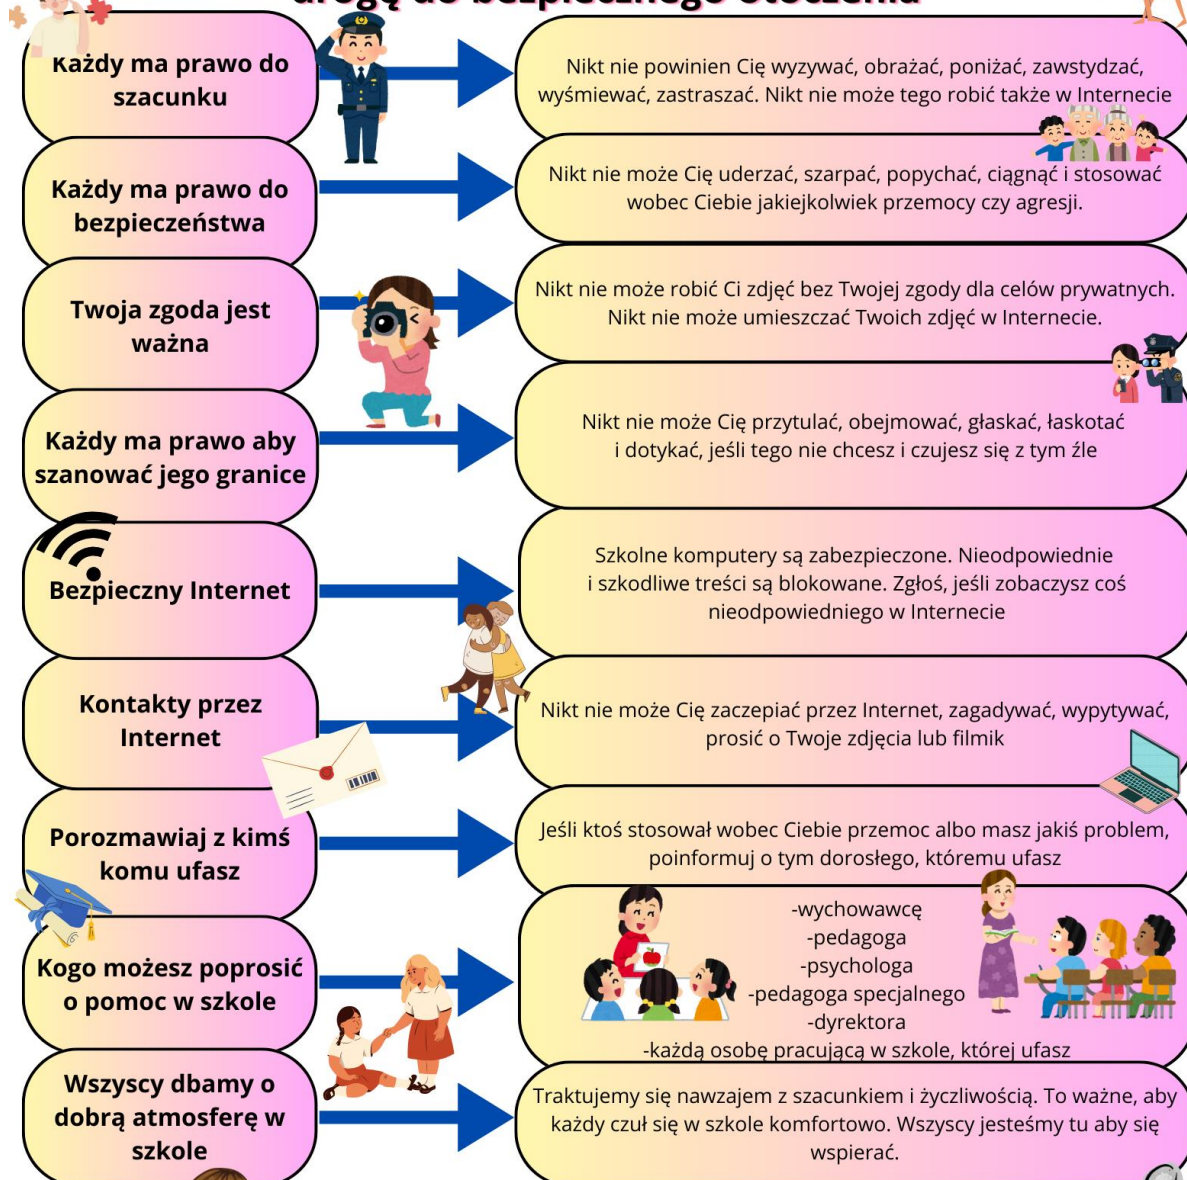 drogę do bezpiecznego otoczenia
Każdy ma prawo do
szacunku
Nikt nie powinien Cię wyzywać, obrażać, poniżać, zawstydzać,
wyśmiewać, zastraszać. Nikt nie może tego robić także w Internecie
Każdy ma prawo do
bezpieczeństwa
Nikt nie może Cię uderzać, szarpać, popychać, ciągnąć i stosować
wobec Ciebie jakiejkolwiek przemocy czy agresji.
Twoja zgoda jest
ważna
Nikt nie może robić Ci zdjęć bez Twojej zgody dla celów prywatnych.
Nikt nie może umieszczać Twoich zdjęć w Internecie.
Każdy ma prawo aby
szanować jego granice
Nikt nie może Cię przytulać, obejmować, głaskać, łaskotać
i dotykać, jeśli tego nie chcesz i czujesz się z tym źle
Bezpieczny Internet
Szkolne komputery są zabezpieczone. Nieodpowiednie
i szkodliwe treści są blokowane. Zgłoś, jeśli zobaczysz coś
nieodpowiedniego w Internecie
Kontakty przez
Internet
Nikt nie może Cię zaczepiać przez Internet, zagadywać, wypytywać,
prosić o Twoje zdjęcia lub filmik
Porozmawiaj z kimś
komu ufasz
Jeśli ktoś stosował wobec Ciebie przemoc albo masz jakiś problem,
poinformuj o tym dorosłego, któremu ufasz
Kogo możesz poprosić
o pomoc w szkole
-wychowawcę
-pedagoga
-psychologa
-pedagoga specjalnego
-dyrektora
-każdą osobę pracującą w szkole, której ufasz
Wszyscy dbamy o
dobrą atmosferę w
szkole
Traktujemy się nawzajem z szacunkiem i życzliwością. To ważne, aby
każdy czuł się w szkole komfortowo. Wszyscy jesteśmy tu aby się
wspierać.